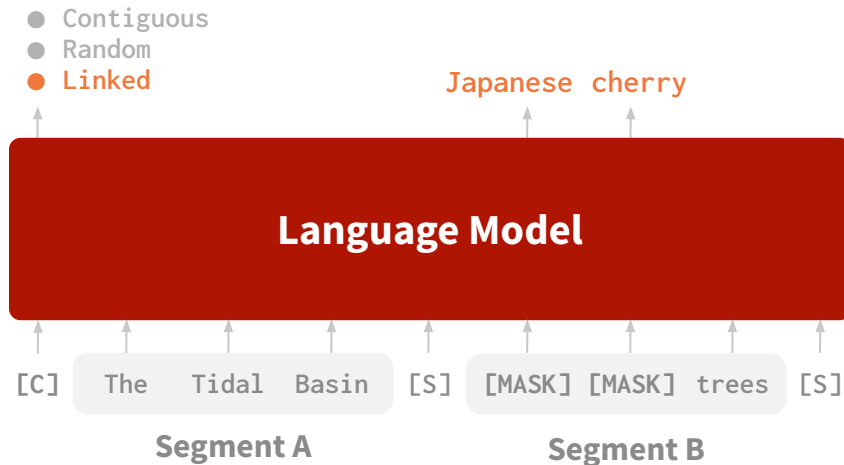 Contiguous
Random
Linked
Japanese cherry
Language Model
[C] The Tidal Basin [S] [MASK] [MASK] trees [S]
Segment A Segment B